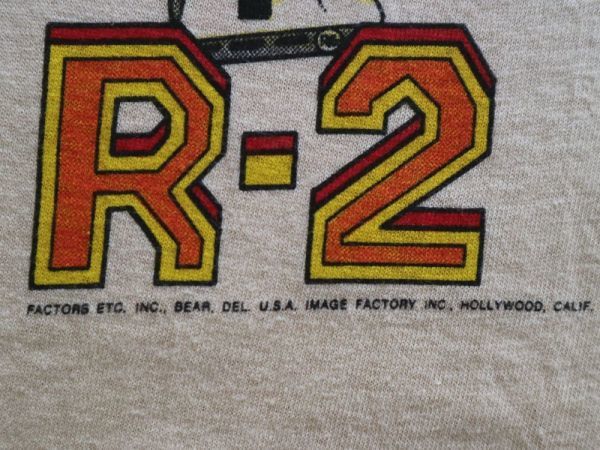 R-2
FACTORS ETC. INC., BEAR, DEL. U.S.A. IMAGE FACTORY INC., HOLLYWOOD, CALIF.